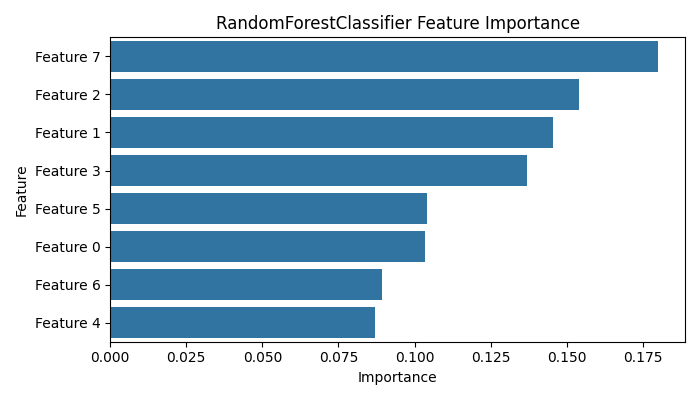 RandomForestClassifier Feature Importance
Feature 7
Feature 2
Feature 1
Feature 3
Feature 5
Feature 0
Feature 6
Feature 4
Feature
0.000 0.025 0.050 0.075 0.100 0.125 0.150 0.175
Importance